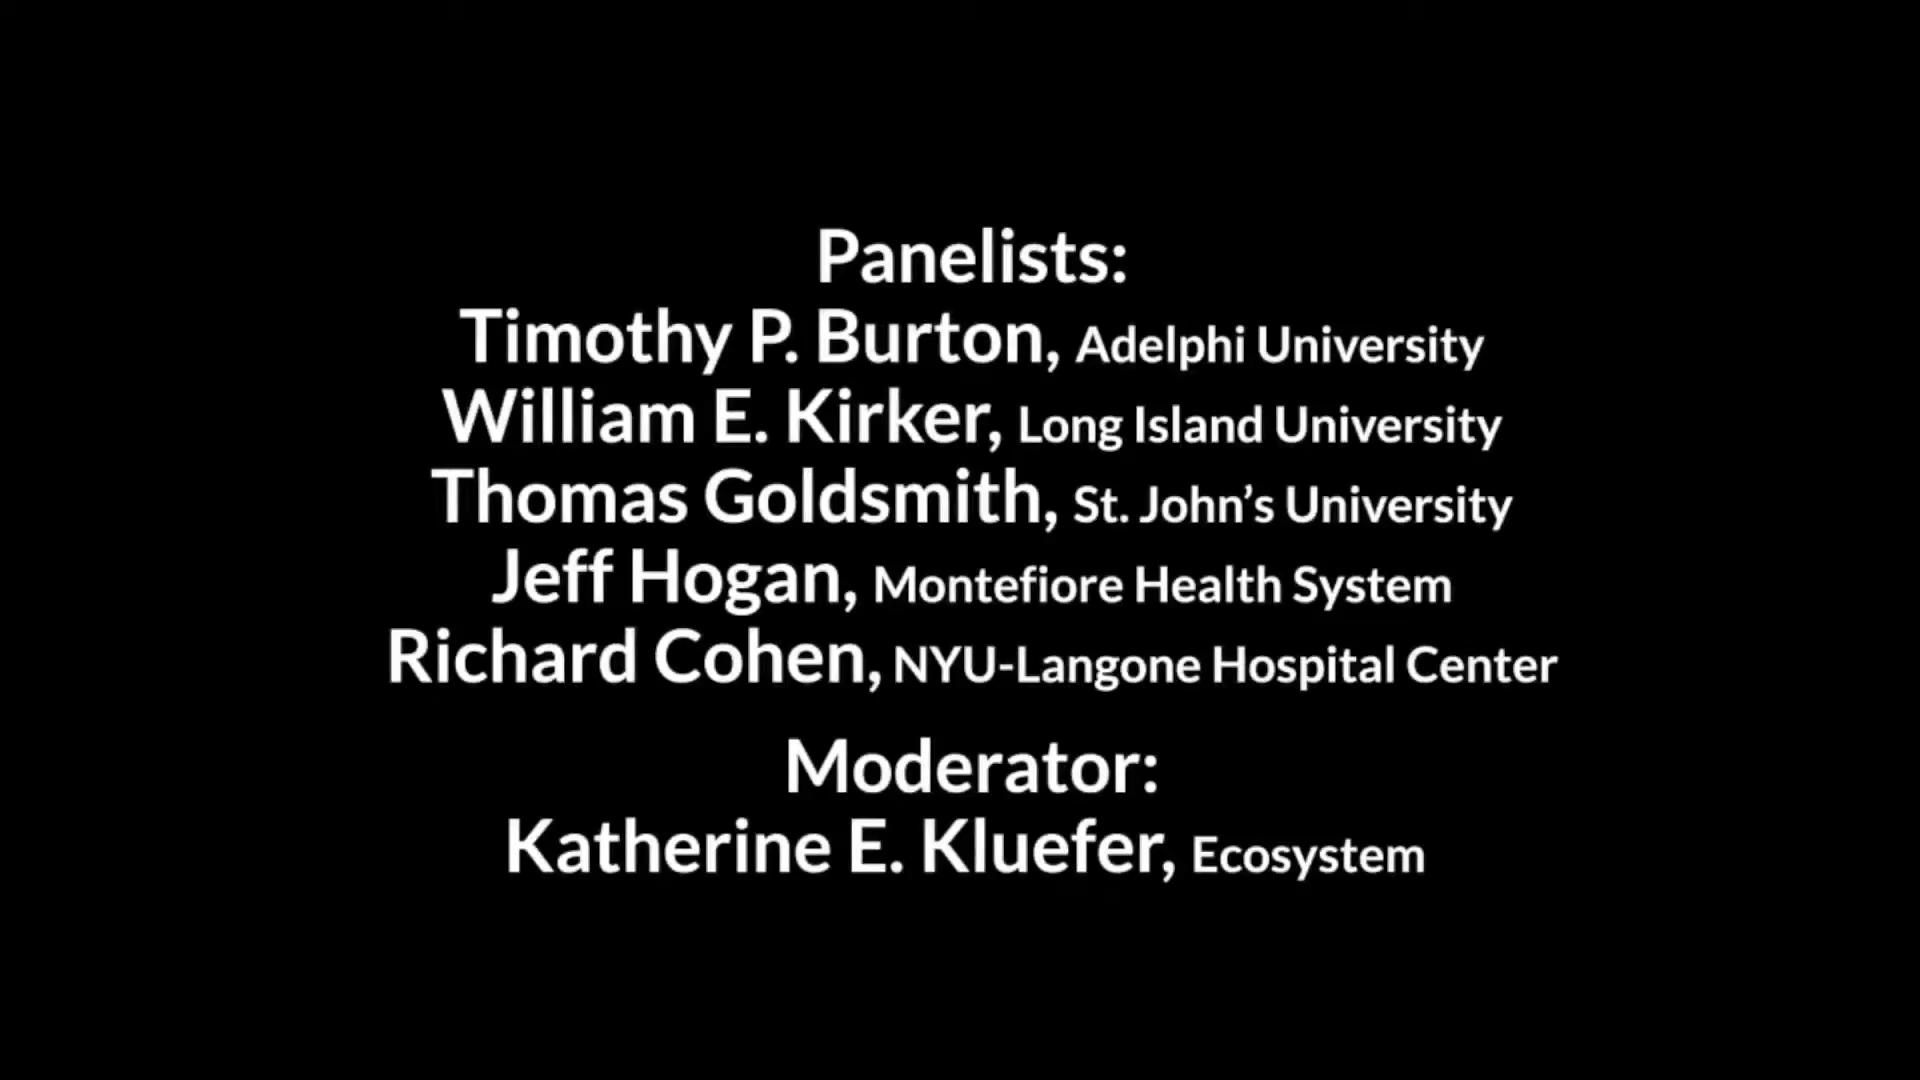 Panelists:
Timothy P. Burton, Adelphi University
William E. Kirker, Long Island University
Thomas Goldsmith, St. John’s University
Jeff Hogan, Montefiore Health System
Richard Cohen, NYU-Langone Hospital Center
Moderator:
Katherine E. Kluefer, Ecosystem